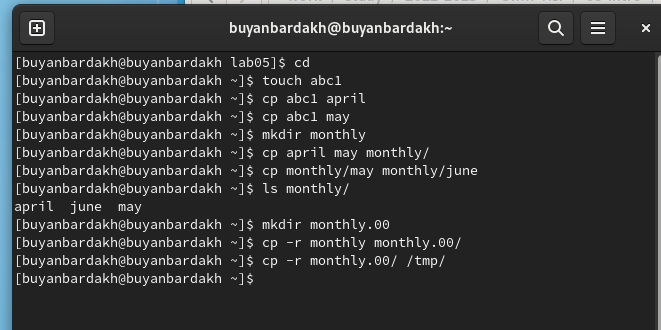 buyanbardakh@buyanbardakh:~
[buyanbardakh@buyanbardakh lab05]$ cd
[buyanbardakh@buyanbardakh ~]$ touch abc1
[buyanbardakh@buyanbardakh ~]$ cp abc1 april
[buyanbardakh@buyanbardakh ~]$ cp abc1 may
[buyanbardakh@buyanbardakh ~]$ mkdir monthly
[buyanbardakh@buyanbardakh ~]$ cp april may monthly/
[buyanbardakh@buyanbardakh ~]$ cp monthly/may monthly/june
[buyanbardakh@buyanbardakh ~]$ ls monthly/
april  june  may
[buyanbardakh@buyanbardakh ~]$ mkdir monthly.00
[buyanbardakh@buyanbardakh ~]$ cp -r monthly monthly.00/
[buyanbardakh@buyanbardakh ~]$ cp -r monthly.00/ /tmp/
[buyanbardakh@buyanbardakh ~]$